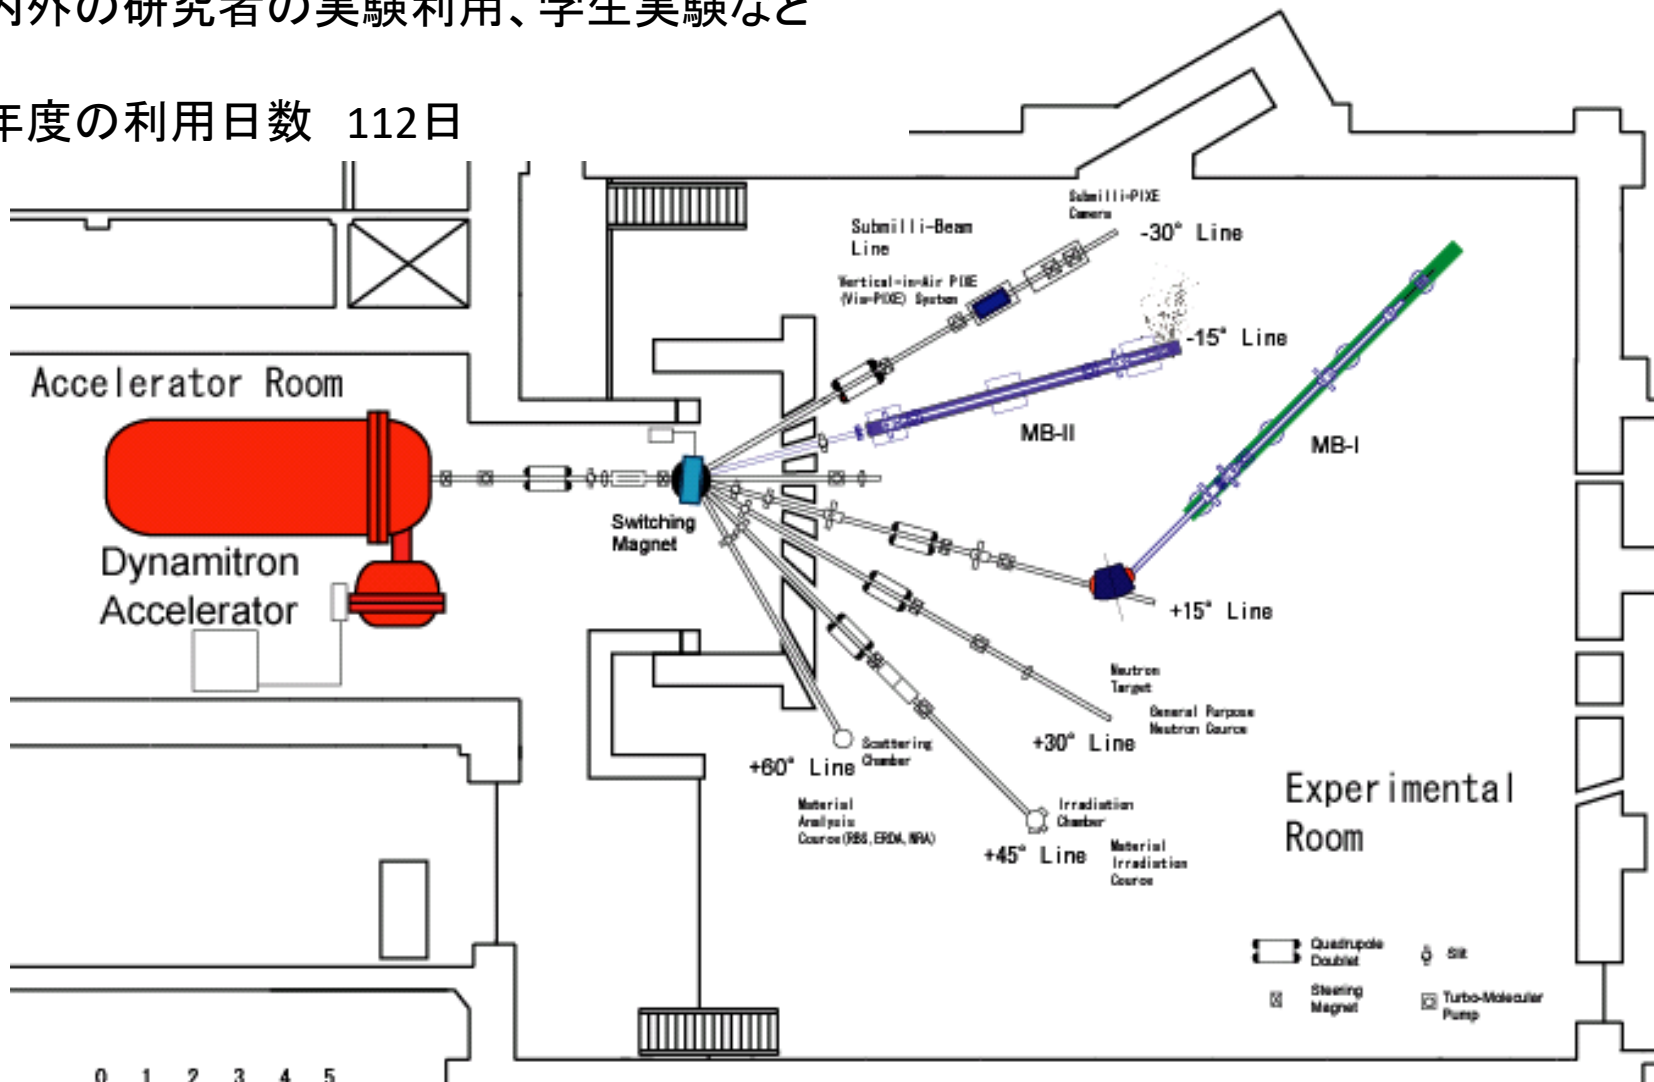 内外の研究者の実験利用、学生実験など
年度の利用日数 112日
Submilli-PIXE
Camera
-30° Line
Submilli-Beam
Line
Vertical-in-Air PIXE
(Via-PIXE) System
-15° Line
Accelerator Room
MB-II
MB-I
Switching
Magnet
Dynamitron
Accelerator
+15° Line
Neutron
Target
General Purpose
Neutron Cource
+30° Line
Scattering
Chamber
+60° Line
Material
Analysis
Cource(RBS,ERDA,NRA)
Irradiation
Chamber
+45° Line
Material
Irradiation
Cource
Experimental
Room
Quadrupole
Doublet
Slit
Steering
Magnet
Turbo-Molecular
Pump
0 1 2 3 4 5